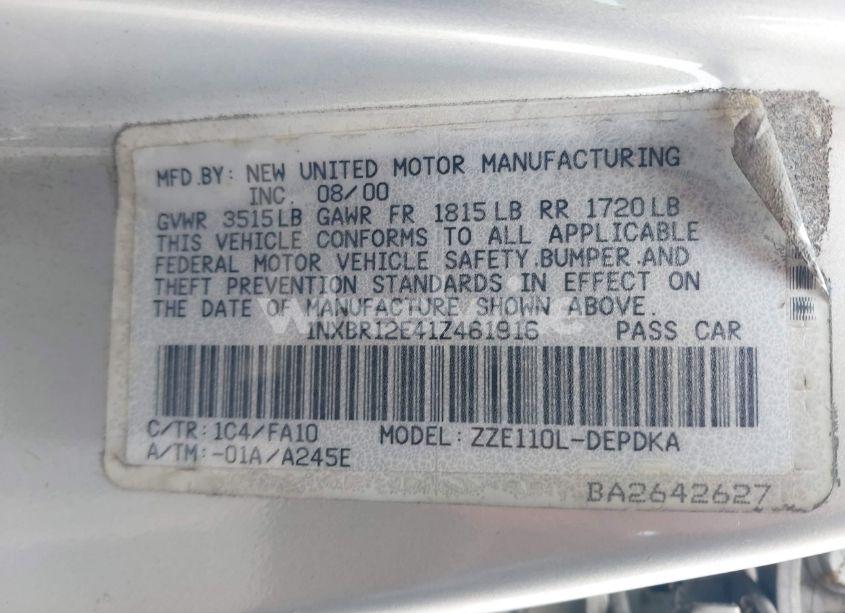 MFD.BY: NEW UNITED MOTOR MANUFACTURING
INC. 08/00
GVWR 3515LB GAWR FR 1815LB RR 1720LB
THIS VEHICLE CONFORMS TO ALL APPLICABLE
FEDERAL MOTOR VEHICLE SAFETY.BUMPER.AND
THEFT PREVENTION STANDARDS IN EFFECT ON
THE DATE OF MANUFACTURE SHOWN ABOVE.
1NXBR12E41Z461916 PASS CAR
C/TR:1C4/FA10 MODEL:ZZE110L-DEPDKA
A/TM:-01A/A245E
BA2642627